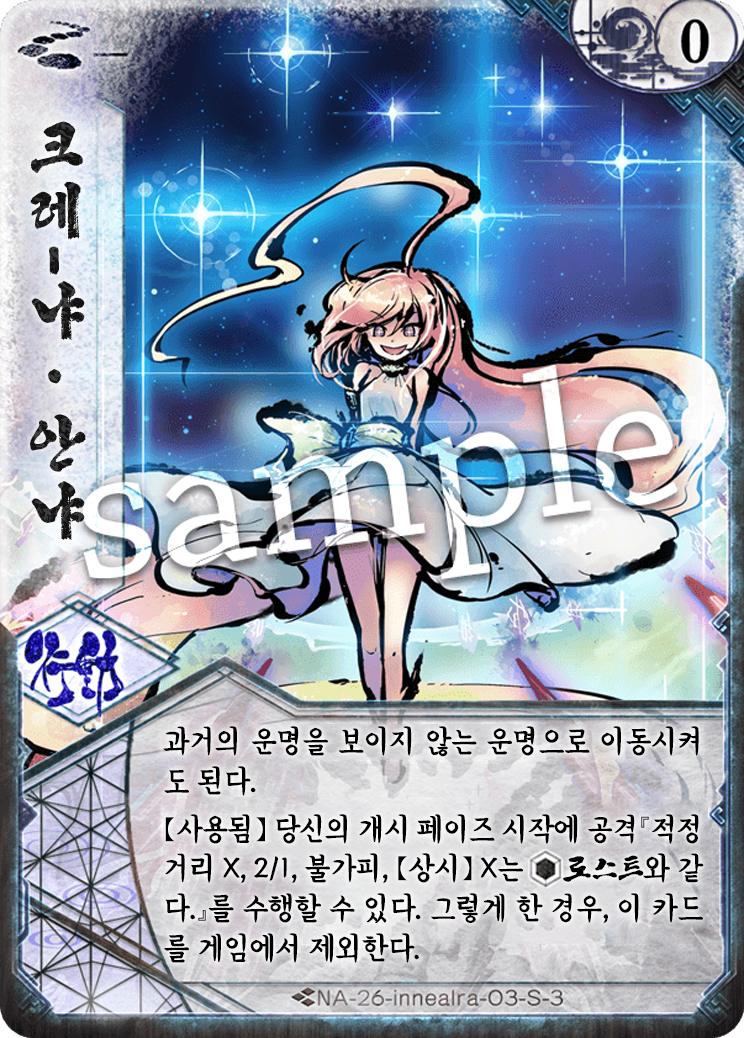 0
크레-냐·안냐
sample
行動
과거의 운명을 보이지 않는 운명으로 이동시켜
도 된다.
【사용됨】 당신의 개시 페이즈 시작에 공격『적정
거리 X, 2/1, 불가피, 【상시】 X는 로스트와 같
다.』를 수행할 수 있다. 그렇게 한 경우, 이 카드
를 게임에서 제외한다.
NA-26-innealra-O3-S-3